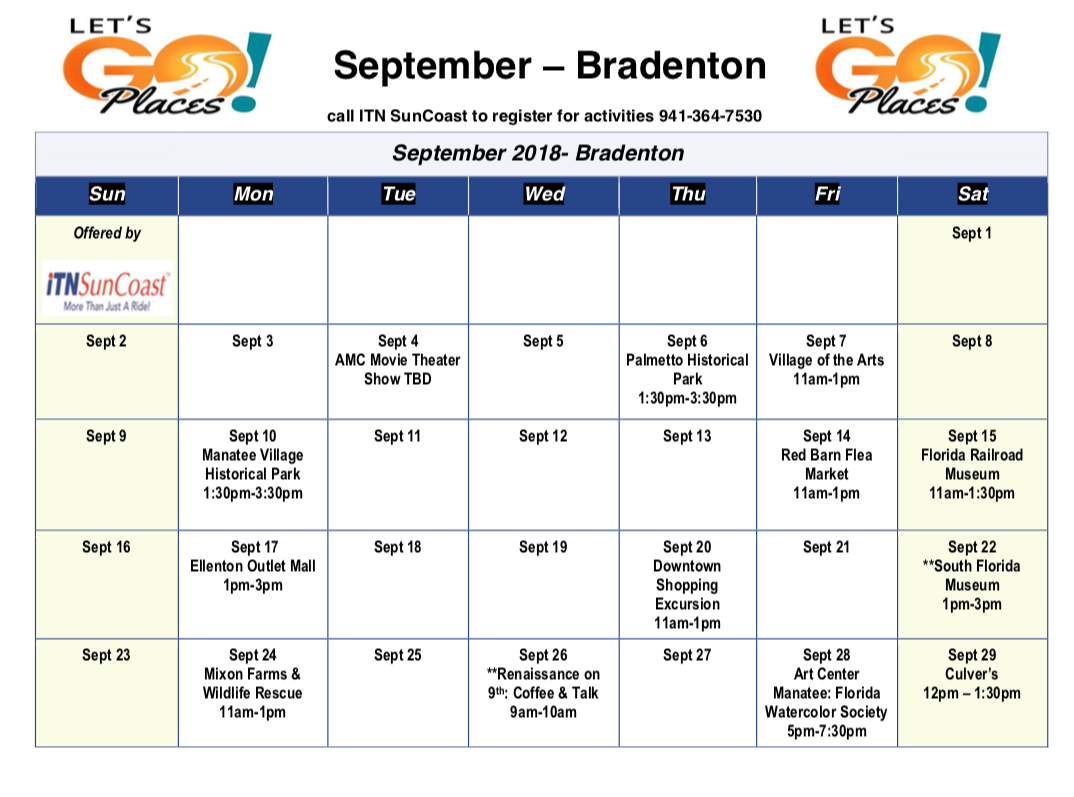 LET'S
GO!
Places
September – Bradenton
LET'S
GO!
Places
call ITN SunCoast to register for activities 941-364-7530
September 2018- Bradenton
Sun
Mon
Tue
Wed
Thu
Fri
Sat
Offered by
iTNSunCoast™
More Than Just A Ride!
Sept 1
Sept 2
Sept 3
Sept 4
AMC Movie Theater
Show TBD
Sept 5
Sept 6
Palmetto Historical
Park
1:30pm-3:30pm
Sept 7
Village of the Arts
11am-1pm
Sept 8
Sept 9
Sept 10
Manatee Village
Historical Park
1:30pm-3:30pm
Sept 11
Sept 12
Sept 13
Sept 14
Red Barn Flea
Market
11am-1pm
Sept 15
Florida Railroad
Museum
11am-1:30pm
Sept 16
Sept 17
Ellenton Outlet Mall
1pm-3pm
Sept 18
Sept 19
Sept 20
Downtown
Shopping
Excursion
11am-1pm
Sept 21
Sept 22
**South Florida
Museum
1pm-3pm
Sept 23
Sept 24
Mixon Farms &
Wildlife Rescue
11am-1pm
Sept 25
Sept 26
**Renaissance on
9th: Coffee & Talk
9am-10am
Sept 27
Sept 28
Art Center
Manatee: Florida
Watercolor Society
5pm-7:30pm
Sept 29
Culver's
12pm – 1:30pm